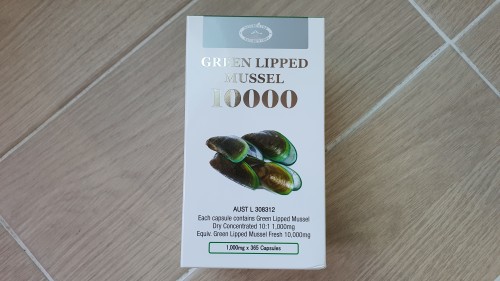 GREEN LIPPED
MUSSEL
10000
AUST L 308312
Each capsule contains Green Lipped Mussel
Dry Concentrated 10:1 1,000mg
Equiv. Green Lipped Mussel Fresh 10,000mg
1,000mg x 365 Capsules